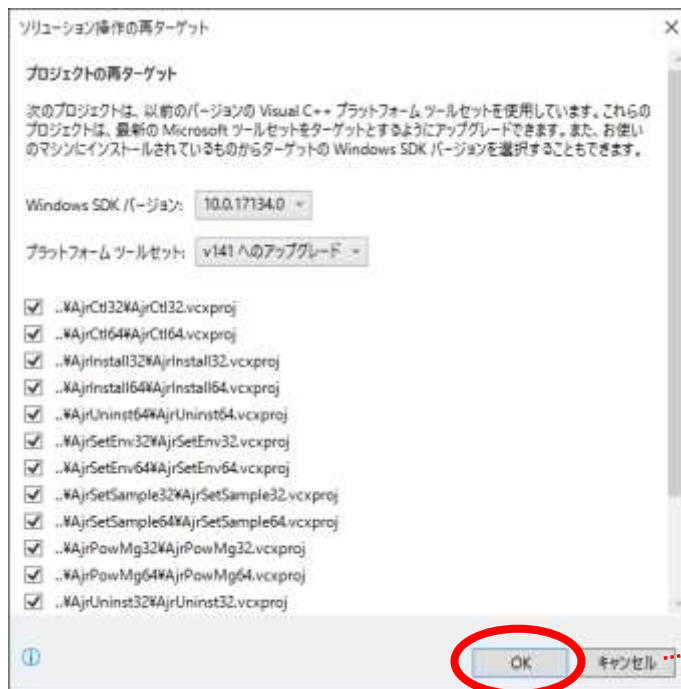 ソリューション操作の再ターゲット
プロジェクトの再ターゲット
次のプロジェクトは、以前のバージョンの Visual C++ プラットフォーム ツールセットを使用しています。これらの
プロジェクトは、最新の Microsoft ツールセットをターゲットとするようにアップグレードできます。また、お使い
のマシンにインストールされているものからターゲットの Windows SDK バージョンを選択することもできます。
Windows SDK バージョン: 10.0.17134.0
プラットフォーム ツールセット: v141 へのアップグレード
..¥AjrCtl32¥AjrCtl32.vcxproj
..¥AjrCtl64¥AjrCtl64.vcxproj
..¥AjrInstall32¥AjrInstall32.vcxproj
..¥AjrInstall64¥AjrInstall64.vcxproj
..¥AjrUninst64¥AjrUninst64.vcxproj
..¥AjrSetEnv32¥AjrSetEnv32.vcxproj
..¥AjrSetEnv64¥AjrSetEnv64.vcxproj
..¥AjrSetSample32¥AjrSetSample32.vcxproj
..¥AjrSetSample64¥AjrSetSample64.vcxproj
..¥AjrPowMg32¥AjrPowMg32.vcxproj
..¥AjrPowMg64¥AjrPowMg64.vcxproj
..¥AjrUninst32¥AjrUninst32.vcxproj
OK キャンセル